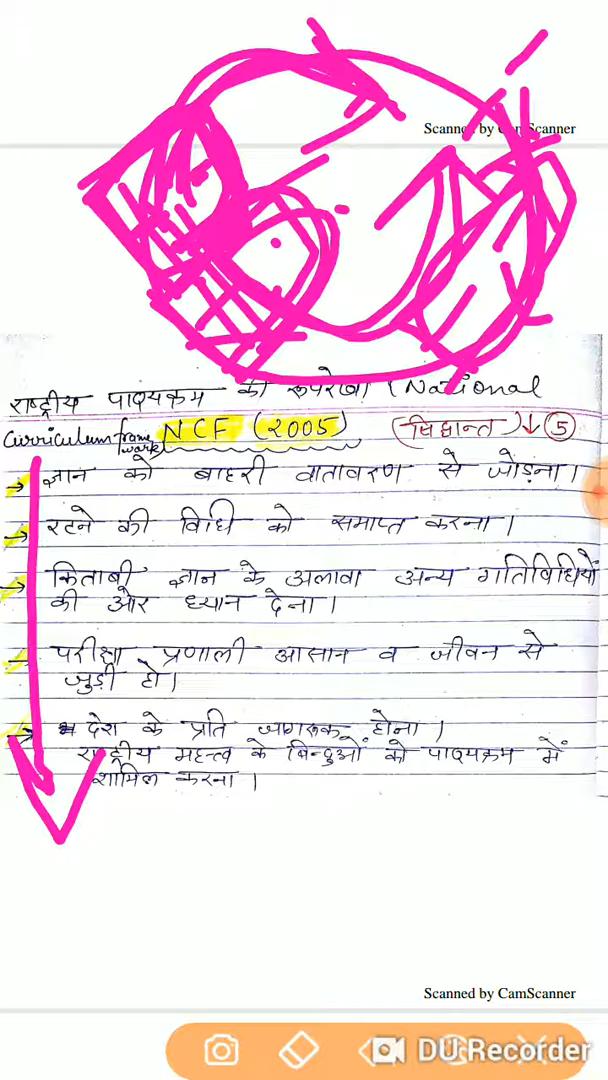 Scanned by CamScanner
राष्ट्रीय पाठ्यक्रम की रूपरेखा (National
Curriculum frame work) NCF (2005) (सिद्धान्त) ↓ 5
→ ज्ञान को बाहरी वातावरण से जोड़ना।
→ रटने की विधि को समाप्त करना।
→ किताबी ज्ञान के अलावा अन्य गतिविधियों
की ओर ध्यान देना।
→ परीक्षा प्रणाली आसान व जीवन से
जुड़ी हो।
→ देश के प्रति जागरूक होना।
राष्ट्रीय महत्त्व के बिन्दुओं को पाठ्यक्रम में
शामिल करना।
Scanned by CamScanner
DU Recorder